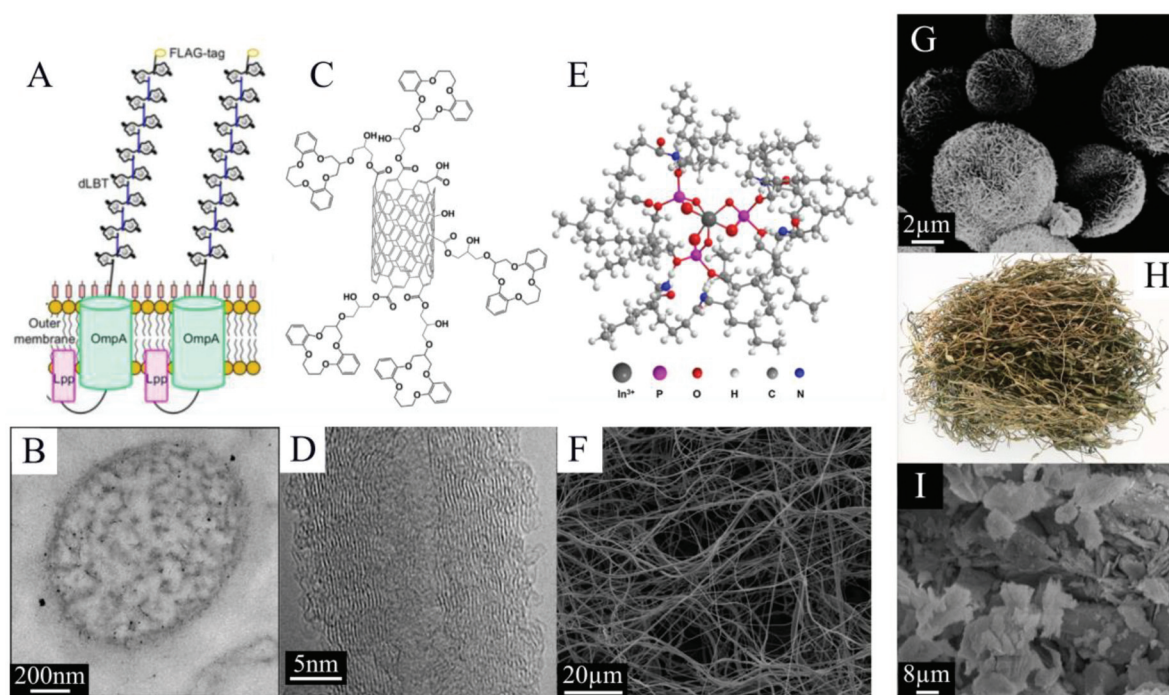 A
FLAG-tag
dLBT
Outer
membrane
OmpA
OmpA
Lpp
Lpp
B
200nm
C
OH
HO
OH
OH
OH
HO
OH
D
5nm
E
In³⁺
P
O
H
C
N
F
20µm
G
2µm
H
I
8µm